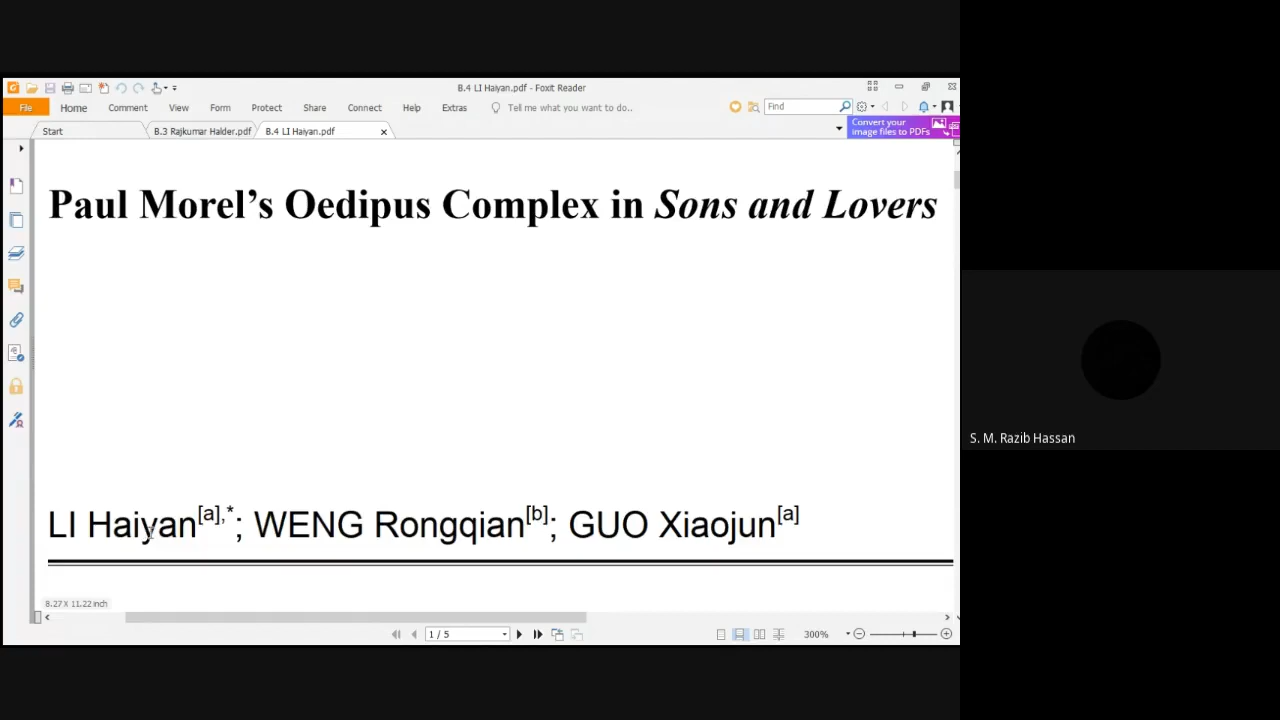 B.4 LI Haiyan.pdf - Foxit Reader
File Home Comment View Form Protect Share Connect Help Extras Tell me what you want to do.. Find
Start B.3 Rajkumar Halder.pdf B.4 LI Haiyan.pdf
Convert your
image files to PDFs
Paul Morel’s Oedipus Complex in Sons and Lovers
LI Haiyan[a],*; WENG Rongqian[b]; GUO Xiaojun[a]
8.27 X 11.22 inch
1 / 5 300%
S. M. Razib Hassan